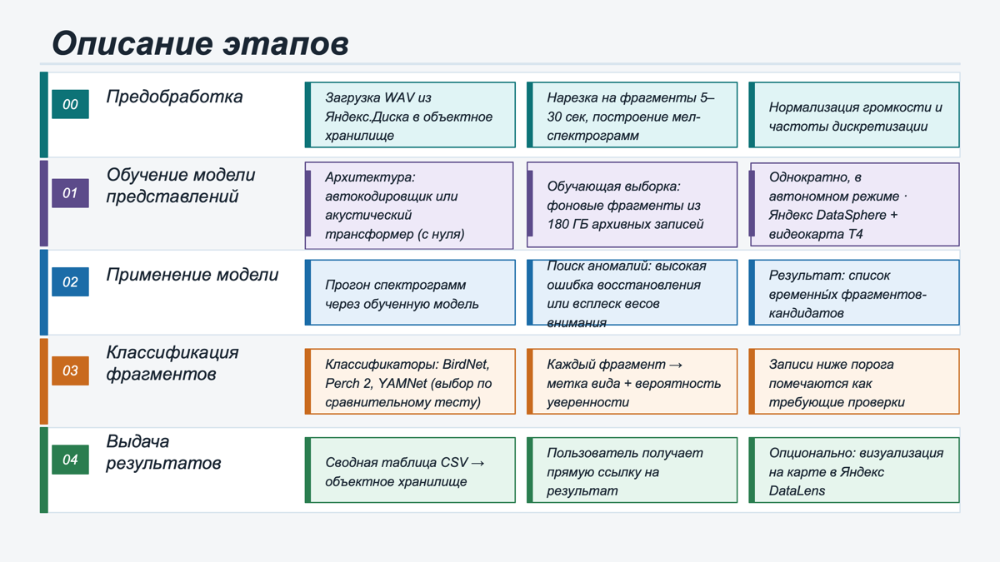 Описание этапов
00
Предобработка
Загрузка WAV из
Яндекс.Диска в объектное
хранилище
Нарезка на фрагменты 5–
30 сек, построение мел-
спектрограмм
Нормализация громкости и
частоты дискретизации
01
Обучение модели
представлений
Архитектура:
автокодировщик или
акустический
трансформер (с нуля)
Обучающая выборка:
фоновые фрагменты из
180 ГБ архивных записей
Однократно, в
автономном режиме ·
Яндекс DataSphere +
видеокарта T4
02
Применение модели
Прогон спектрограмм
через обученную модель
Поиск аномалий: высокая
ошибка восстановления
или всплеск весов
внимания
Результат: список
временны́х фрагментов-
кандидатов
03
Классификация
фрагментов
Классификаторы: BirdNet,
Perch 2, YAMNet (выбор по
сравнительному тесту)
Каждый фрагмент →
метка вида + вероятность
уверенности
Записи ниже порога
помечаются как
требующие проверки
04
Выдача
результатов
Сводная таблица CSV →
объектное хранилище
Пользователь получает
прямую ссылку на
результат
Опционально: визуализация
на карте в Яндекс
DataLens